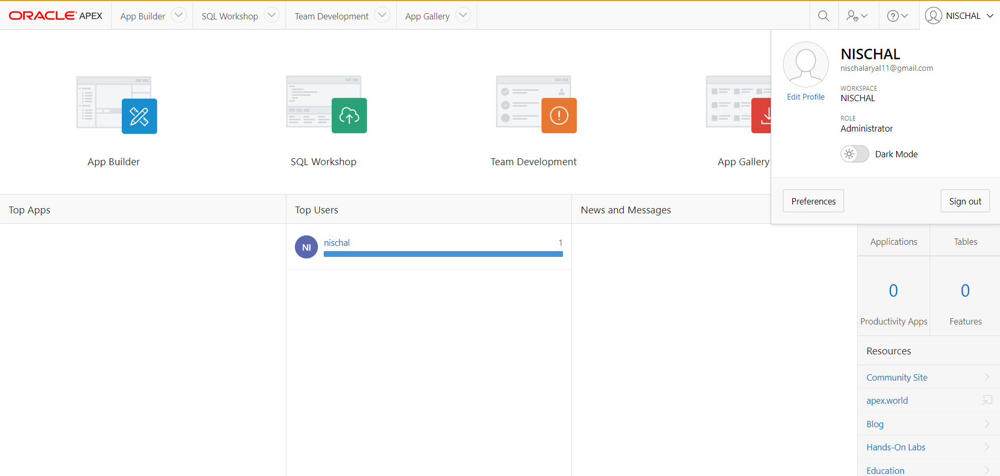 ORACLE APEX
App Builder
SQL Workshop
Team Development
App Gallery
NISCHAL
NISCHAL
nischalaryal11@gmail.com
Edit Profile
WORKSPACE
NISCHAL
ROLE
Administrator
Dark Mode
Preferences
Sign out
App Builder
SQL Workshop
Team Development
App Gallery
Top Apps
Top Users
News and Messages
NI
nischal
1
Applications
Tables
0
0
Productivity Apps
Features
Resources
Community Site
apex.world
Blog
Hands-On Labs
Education